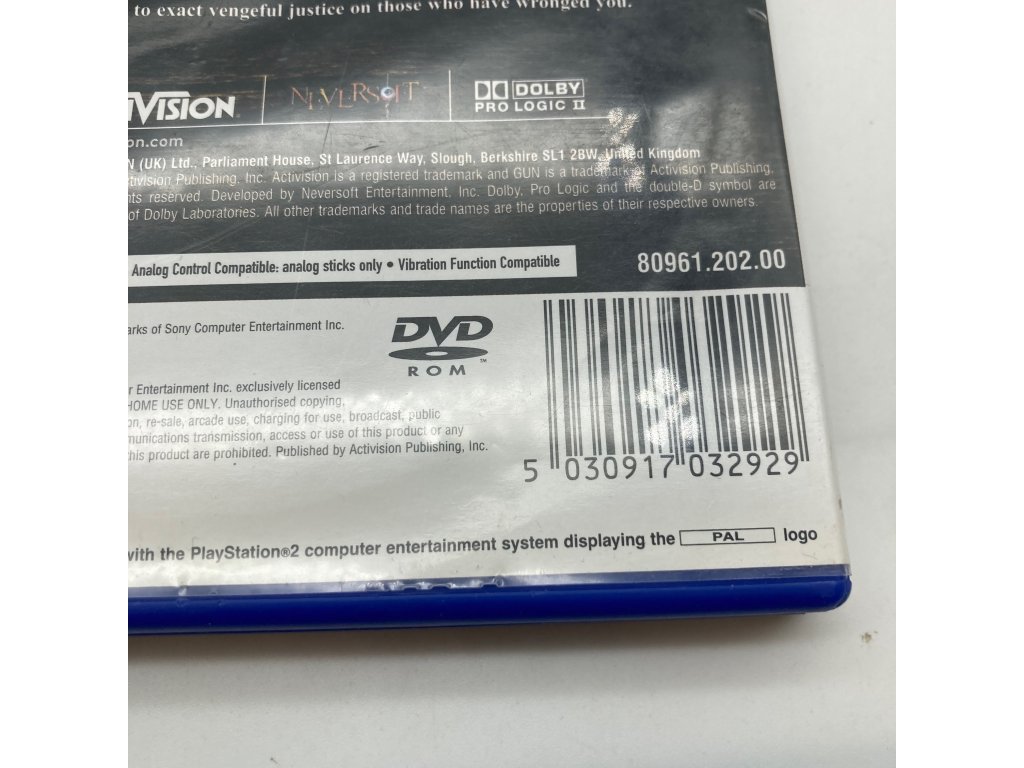 to exact vengeful justice on those who have wronged you.
VISION
NEVERSOFT
DOLBY
PRO LOGIC II
on.com
N (UK) Ltd., Parliament House, St Laurence Way, Slough, Berkshire SL1 2BW, United Kingdom
tivision Publishing, Inc. Activision is a registered trademark and GUN is a trademark of Activision Publishing,
ts reserved. Developed by Neversoft Entertainment, Inc. Dolby, Pro Logic and the double-D symbol are
of Dolby Laboratories. All other trademarks and trade names are the properties of their respective owners.
Analog Control Compatible: analog sticks only • Vibration Function Compatible
80961.202.00
arks of Sony Computer Entertainment Inc.
DVD
ROM
r Entertainment Inc. exclusively licensed
HOME USE ONLY. Unauthorised copying,
on, re-sale, arcade use, charging for use, broadcast, public
munications transmission, access or use of this product or any
his product are prohibited. Published by Activision Publishing, Inc.
5 030917 032929
with the PlayStation®2 computer entertainment system displaying the PAL logo